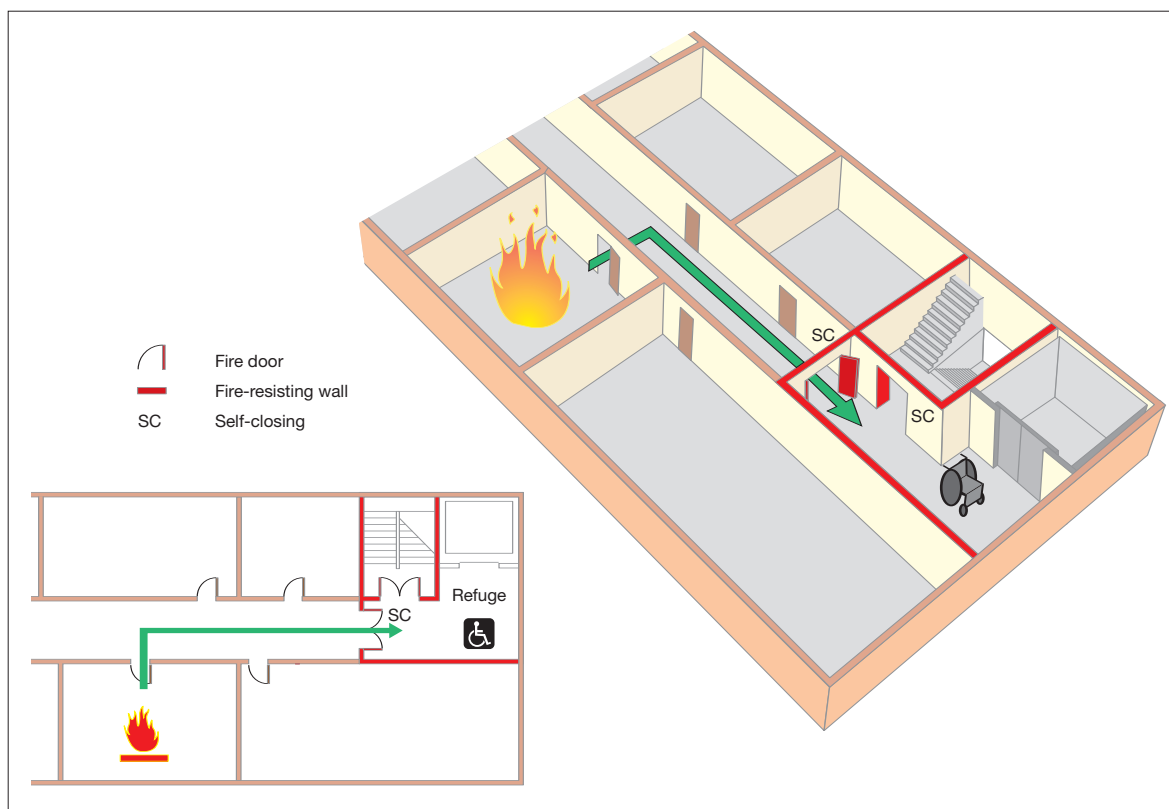 SC
SC
Fire door
Fire-resisting wall
SC Self-closing
Refuge
SC